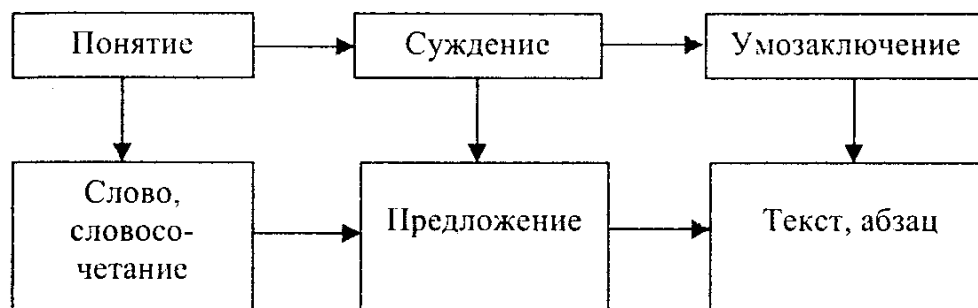 Понятие
Суждение
Умозаключение
Слово,
словосо-
четание
Предложение
Текст, абзац